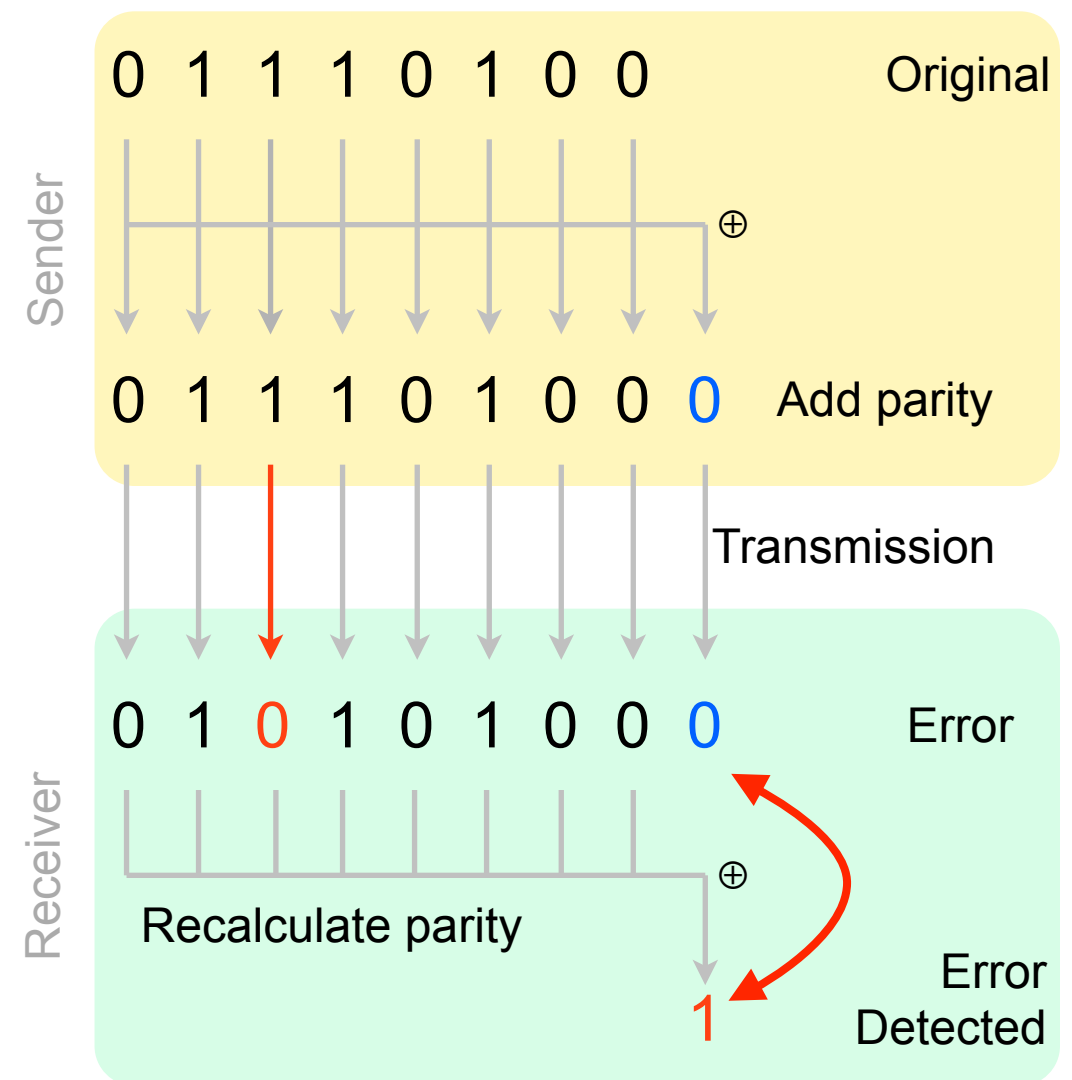 Sender
0 1 1 1 0 1 0 0 Original
⊕
0 1 1 1 0 1 0 0 0 Add parity
Transmission
Receiver
0 1 0 1 0 1 0 0 0 Error
⊕
Recalculate parity
1
Error
Detected